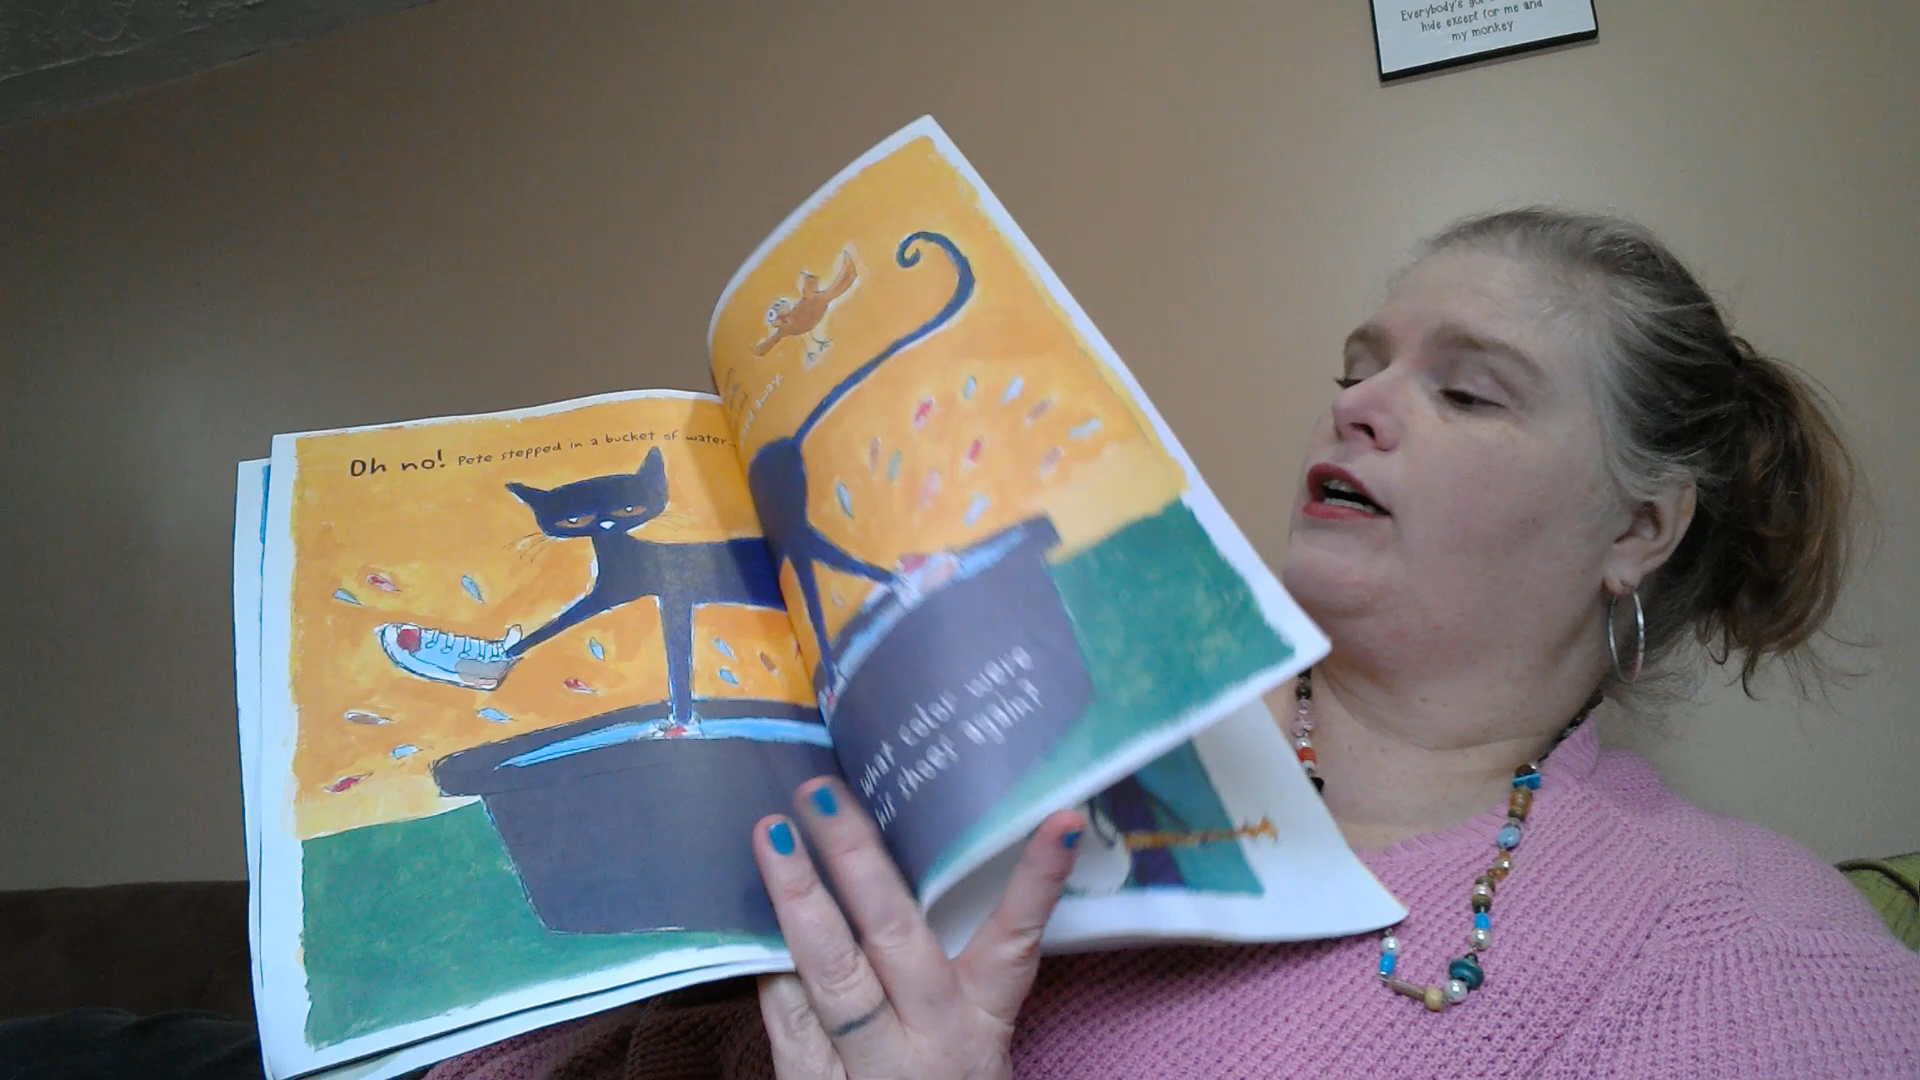 Everybody's
hide except for me and
my monkey
Oh no! Pete stepped in a bucket of water
away.
What color were
his shoes again?